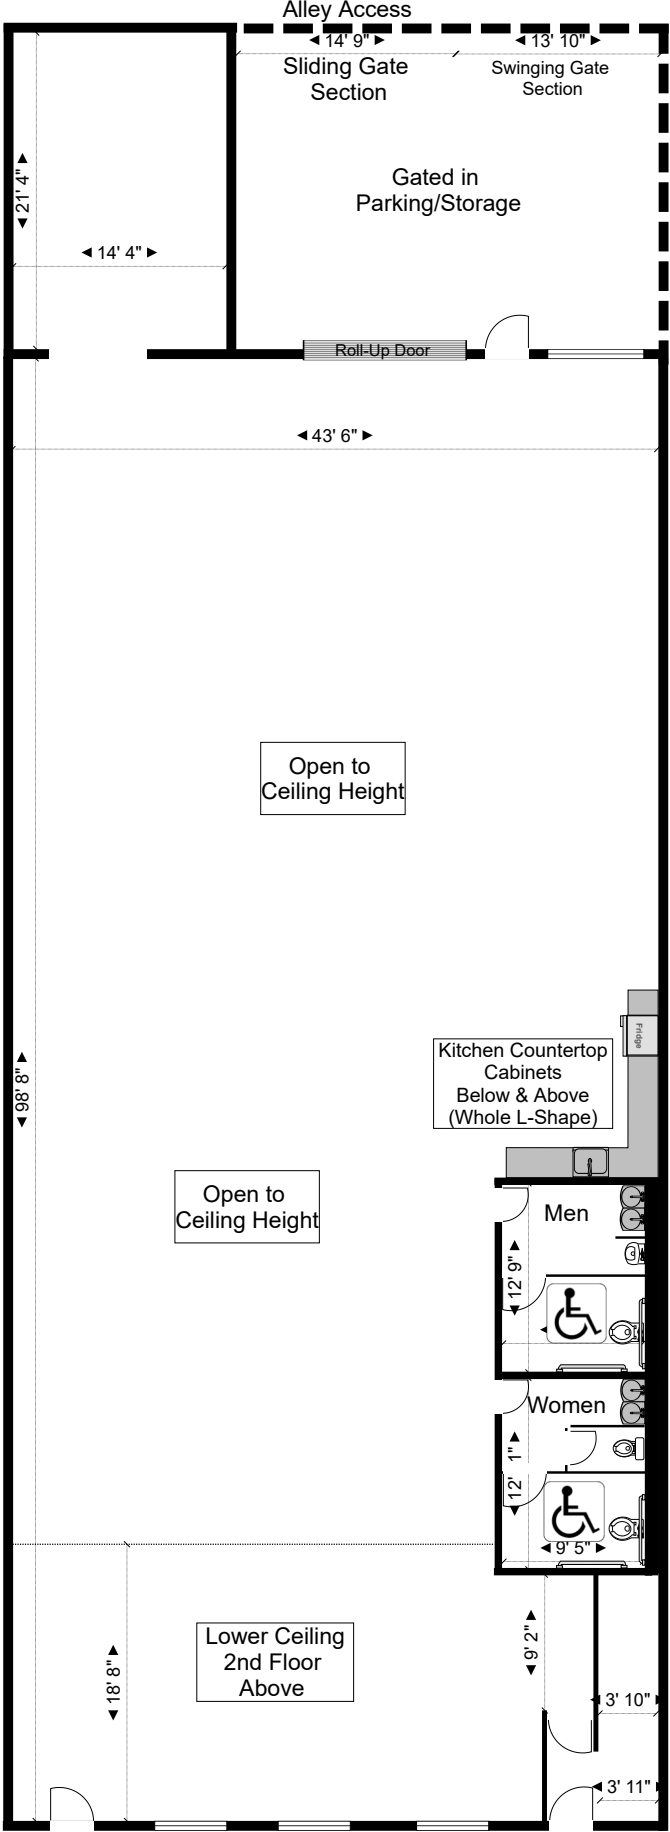 Alley Access
14' 9"
13' 10"
Sliding Gate
Section
Swinging Gate
Section
21' 4"
Gated in
Parking/Storage
14' 4"
Roll-Up Door
43' 6"
Open to
Ceiling Height
Fridge
Kitchen Countertop
Cabinets
Below & Above
(Whole L-Shape)
98' 8"
Open to
Ceiling Height
Men
12' 9"
Women
12' 1"
9' 5"
Lower Ceiling
2nd Floor
Above
9' 2"
18' 8"
3' 10"
3' 11"